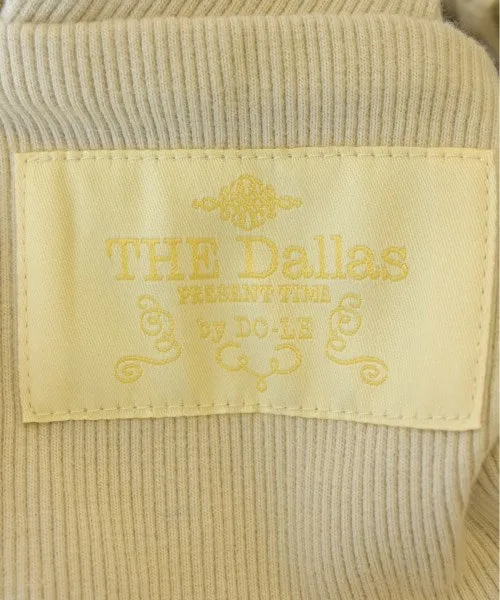 THE Dallas
PRESENT TIME
by DO-LE